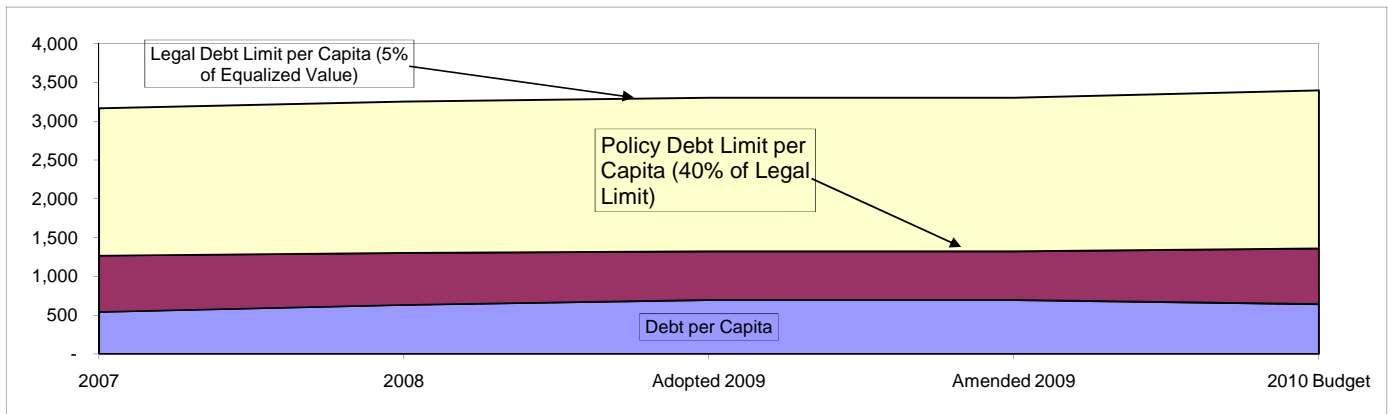 4,000
3,500
3,000
2,500
2,000
1,500
1,000
500
-
Legal Debt Limit per Capita (5%
of Equalized Value)
Policy Debt Limit per
Capita (40% of Legal
Limit)
Debt per Capita
2007
2008
Adopted 2009
Amended 2009
2010 Budget